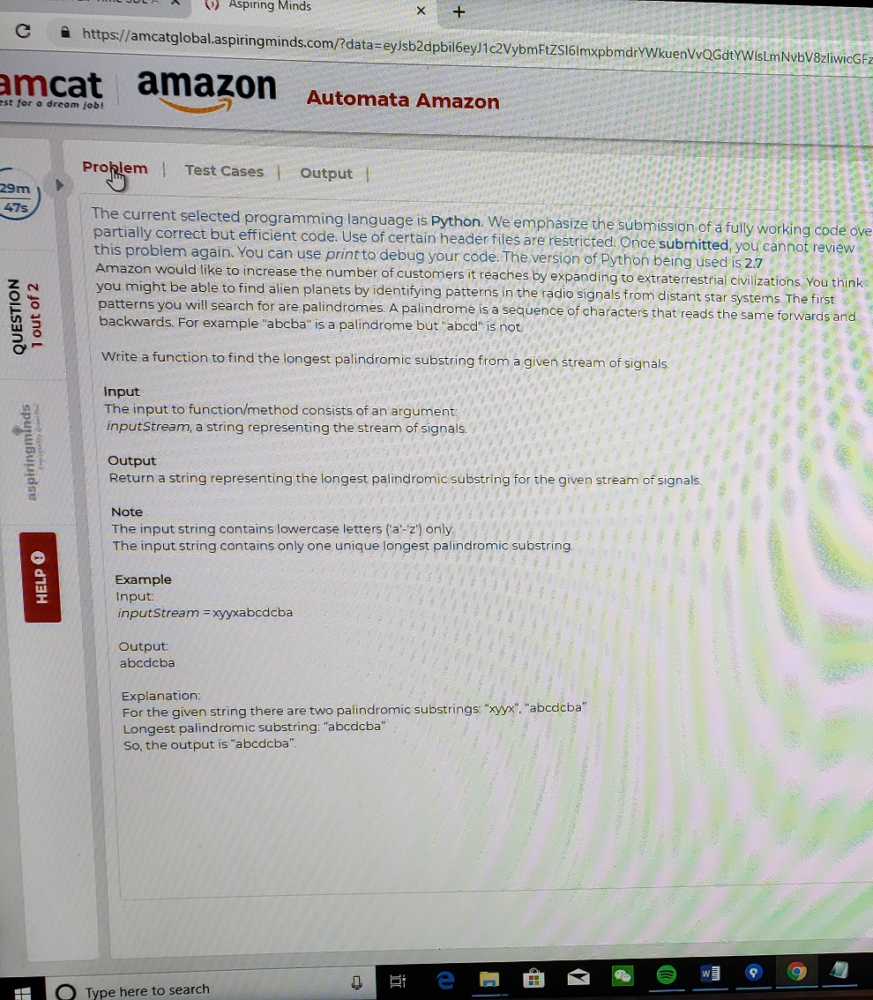 Aspiring Minds × +
https://amcatglobal.aspiringminds.com/?data=
amcat amazon Automata Amazon
est for a dream job!
Problem | Test Cases | Output |
29m
47s
QUESTION
1 out of 2
aspiringminds
HELP
The current selected programming language is Python. We emphasize the submission of a fully working code ove
partially correct but efficient code. Use of certain header files are restricted. Once submitted, you cannot review
this problem again. You can use print to debug your code. The version of Python being used is 2.7
Amazon would like to increase the number of customers it reaches by expanding to extraterrestrial civilizations. You think
you might be able to find alien planets by identifying patterns in the radio signals from distant star systems. The first
patterns you will search for are palindromes. A palindrome is a sequence of characters that reads the same forwards and
backwards. For example "abcba" is a palindrome but "abcd" is not.
Write a function to find the longest palindromic substring from a given stream of signals.
Input
The input to function/method consists of an argument:
inputStream, a string representing the stream of signals.
Output
Return a string representing the longest palindromic substring for the given stream of signals.
Note
The input string contains lowercase letters ('a'-'z') only.
The input string contains only one unique longest palindromic substring.
Example
Input:
inputStream = xyyxabcdcba
Output:
abcdcba
Explanation:
For the given string there are two palindromic substrings: "xyyx", "abcdcba"
Longest palindromic substring: "abcdcba"
So, the output is "abcdcba".
Type here to search